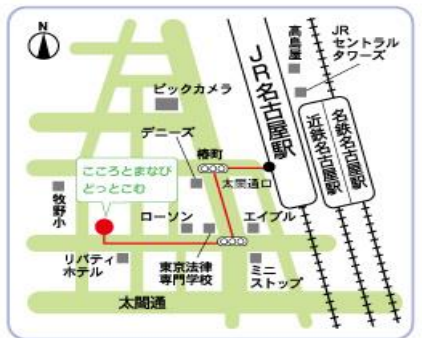 N
高島屋
JR
セントラル
タワーズ
ビックカメラ
JR名古屋駅
デニーズ
椿町
近鉄名古屋駅
名鉄名古屋駅
こころとまなび
どっとこむ
太閤通口
牧野小
ローソン
エイブル
リバティ
ホテル
東京法律
専門学校
ミニ
ストップ
太閤通